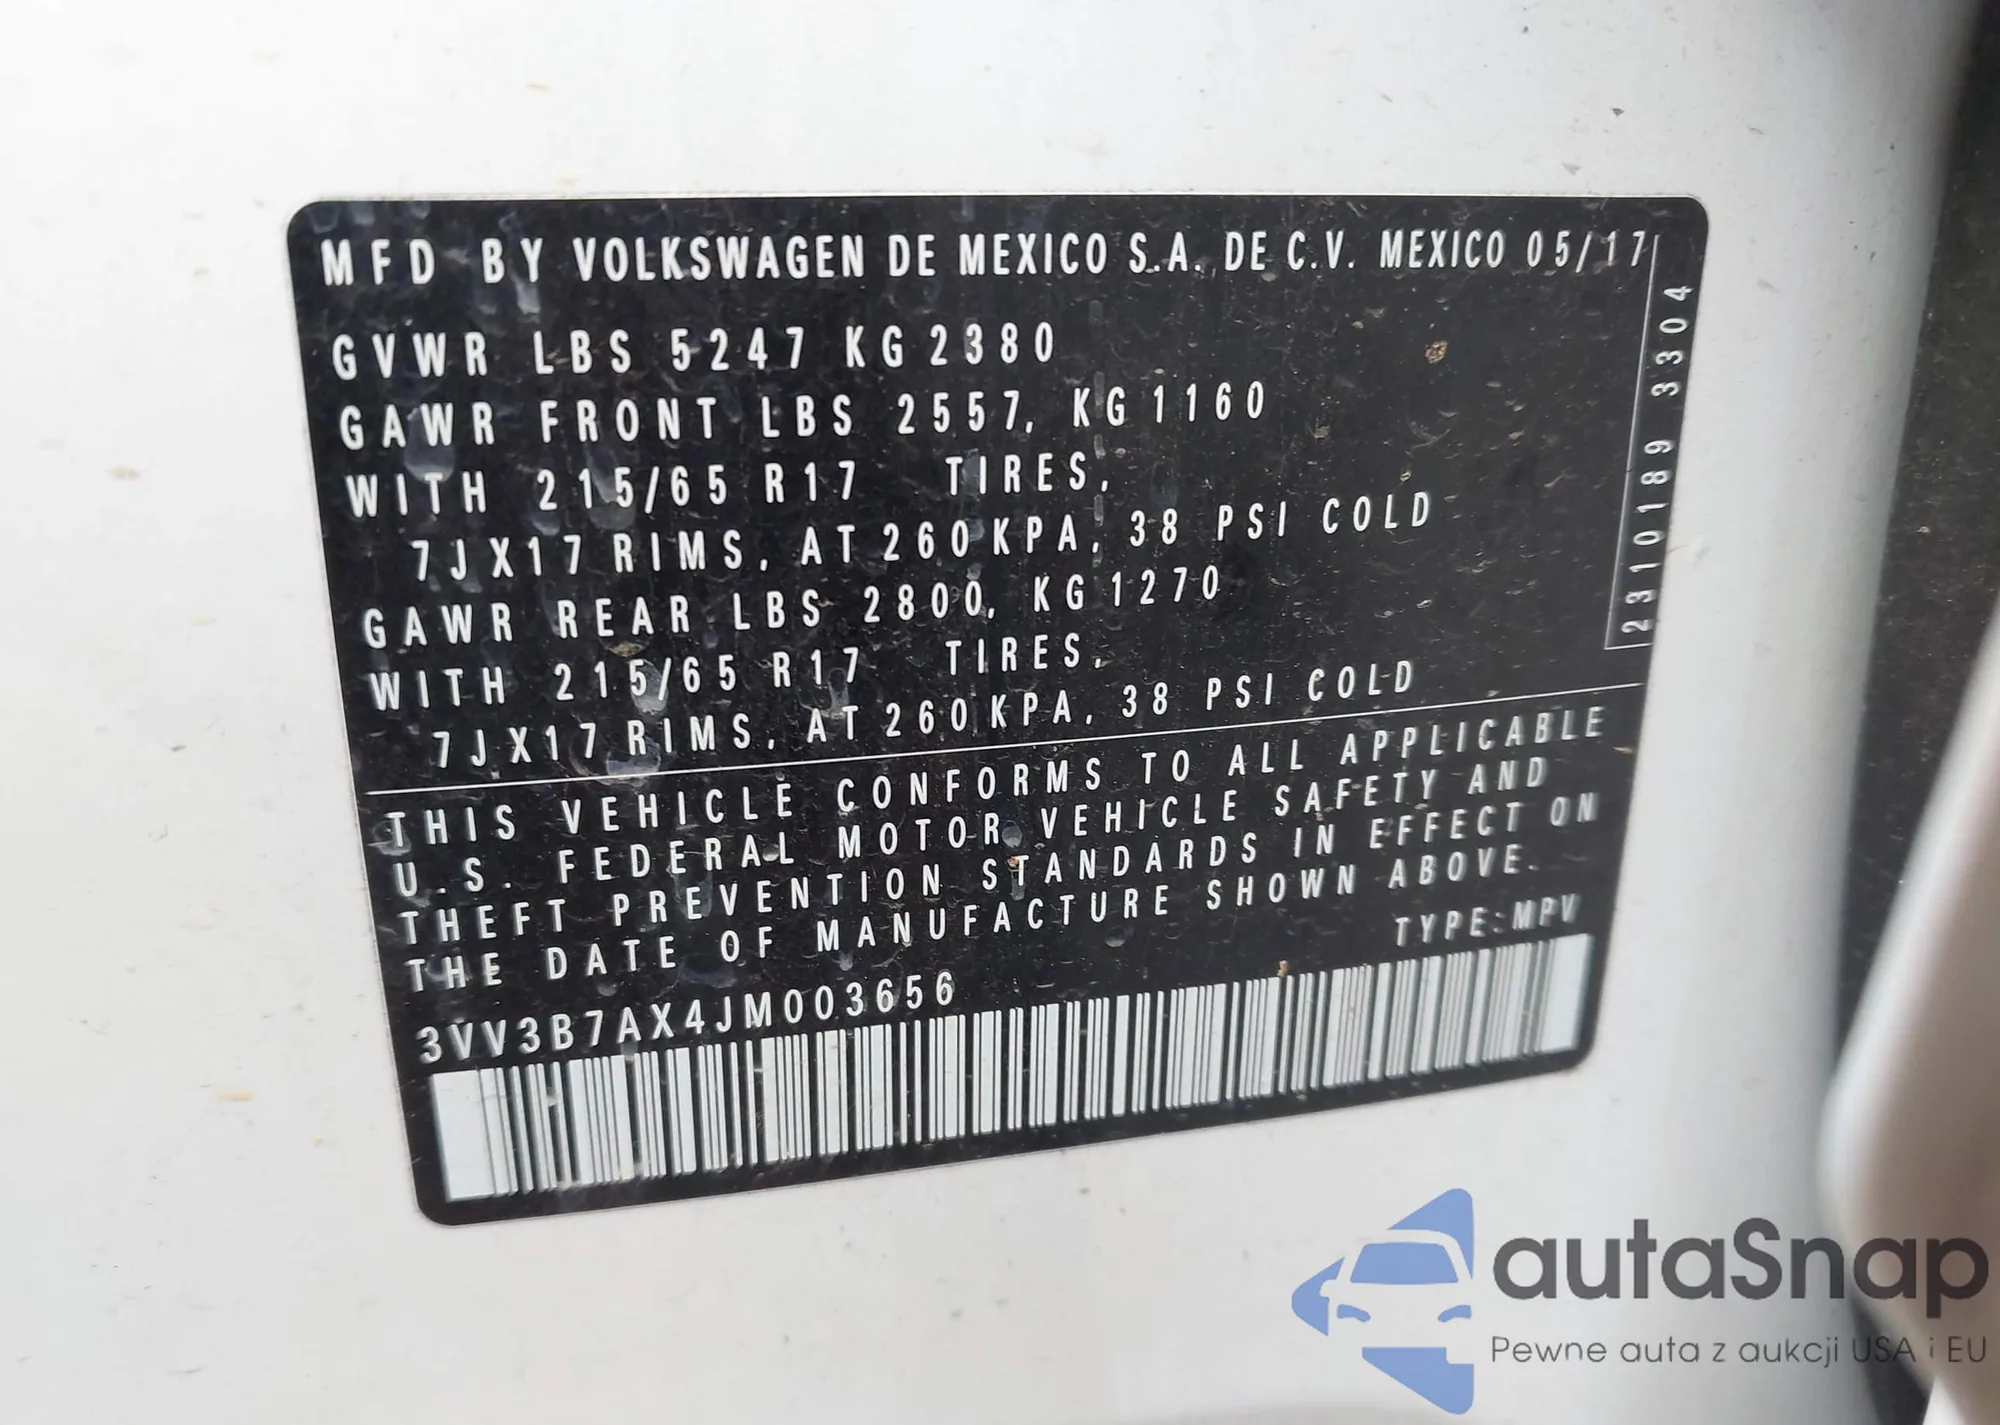 MFD BY VOLKSWAGEN DE MEXICO S.A. DE C.V. MEXICO 05/17
GVWR LBS 5247 KG 2380
GAWR FRONT LBS 2557, KG 1160
WITH 215/65 R17 TIRES,
7JX17 RIMS, AT 260 KPA, 38 PSI COLD
GAWR REAR LBS 2800, KG 1270
WITH 215/65 R17 TIRES,
7JX17 RIMS, AT 260 KPA, 38 PSI COLD
2310189 3304
THIS VEHICLE CONFORMS TO ALL APPLICABLE
U.S. FEDERAL MOTOR VEHICLE SAFETY AND
THEFT PREVENTION STANDARDS IN EFFECT ON
THE DATE OF MANUFACTURE SHOWN ABOVE.
TYPE: MPV
3VV3B7AX4JM003656
autaSnap
Pewne auta z aukcji USA i EU